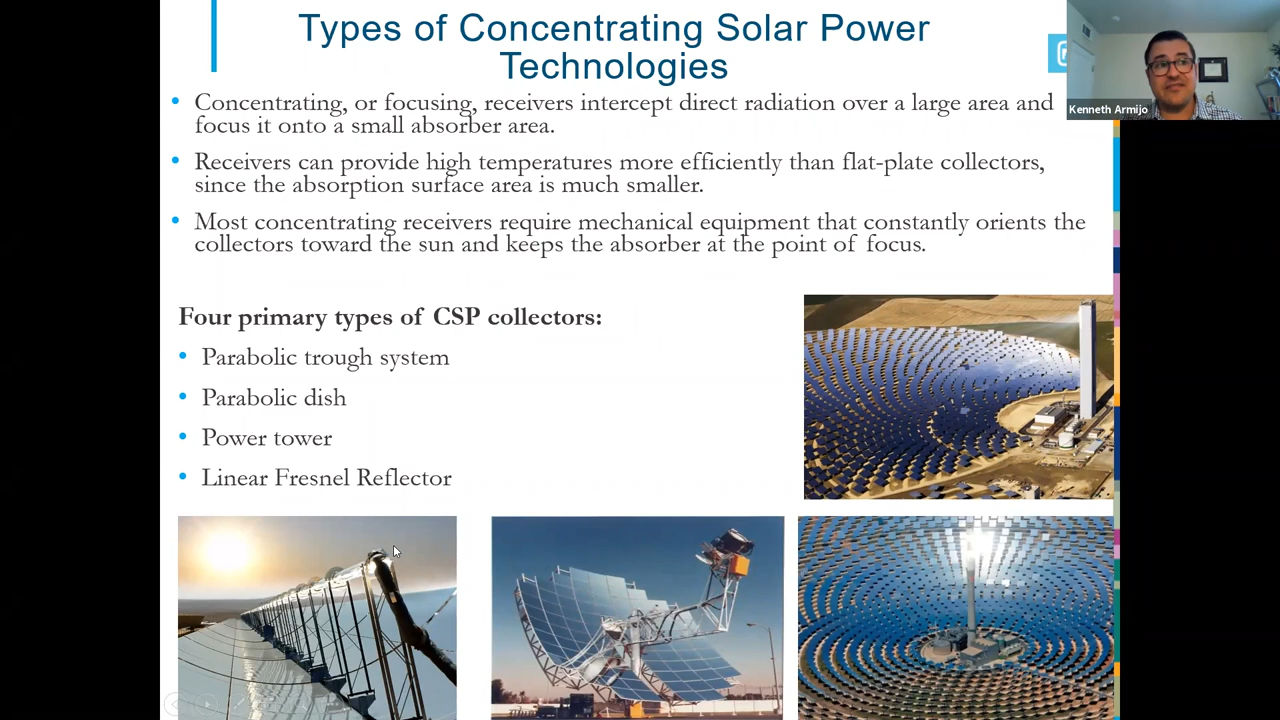 Types of Concentrating Solar Power
Technologies
Kenneth Armijo
• Concentrating, or focusing, receivers intercept direct radiation over a large area and
focus it onto a small absorber area.
• Receivers can provide high temperatures more efficiently than flat-plate collectors,
since the absorption surface area is much smaller.
• Most concentrating receivers require mechanical equipment that constantly orients the
collectors toward the sun and keeps the absorber at the point of focus.
Four primary types of CSP collectors:
• Parabolic trough system
• Parabolic dish
• Power tower
• Linear Fresnel Reflector